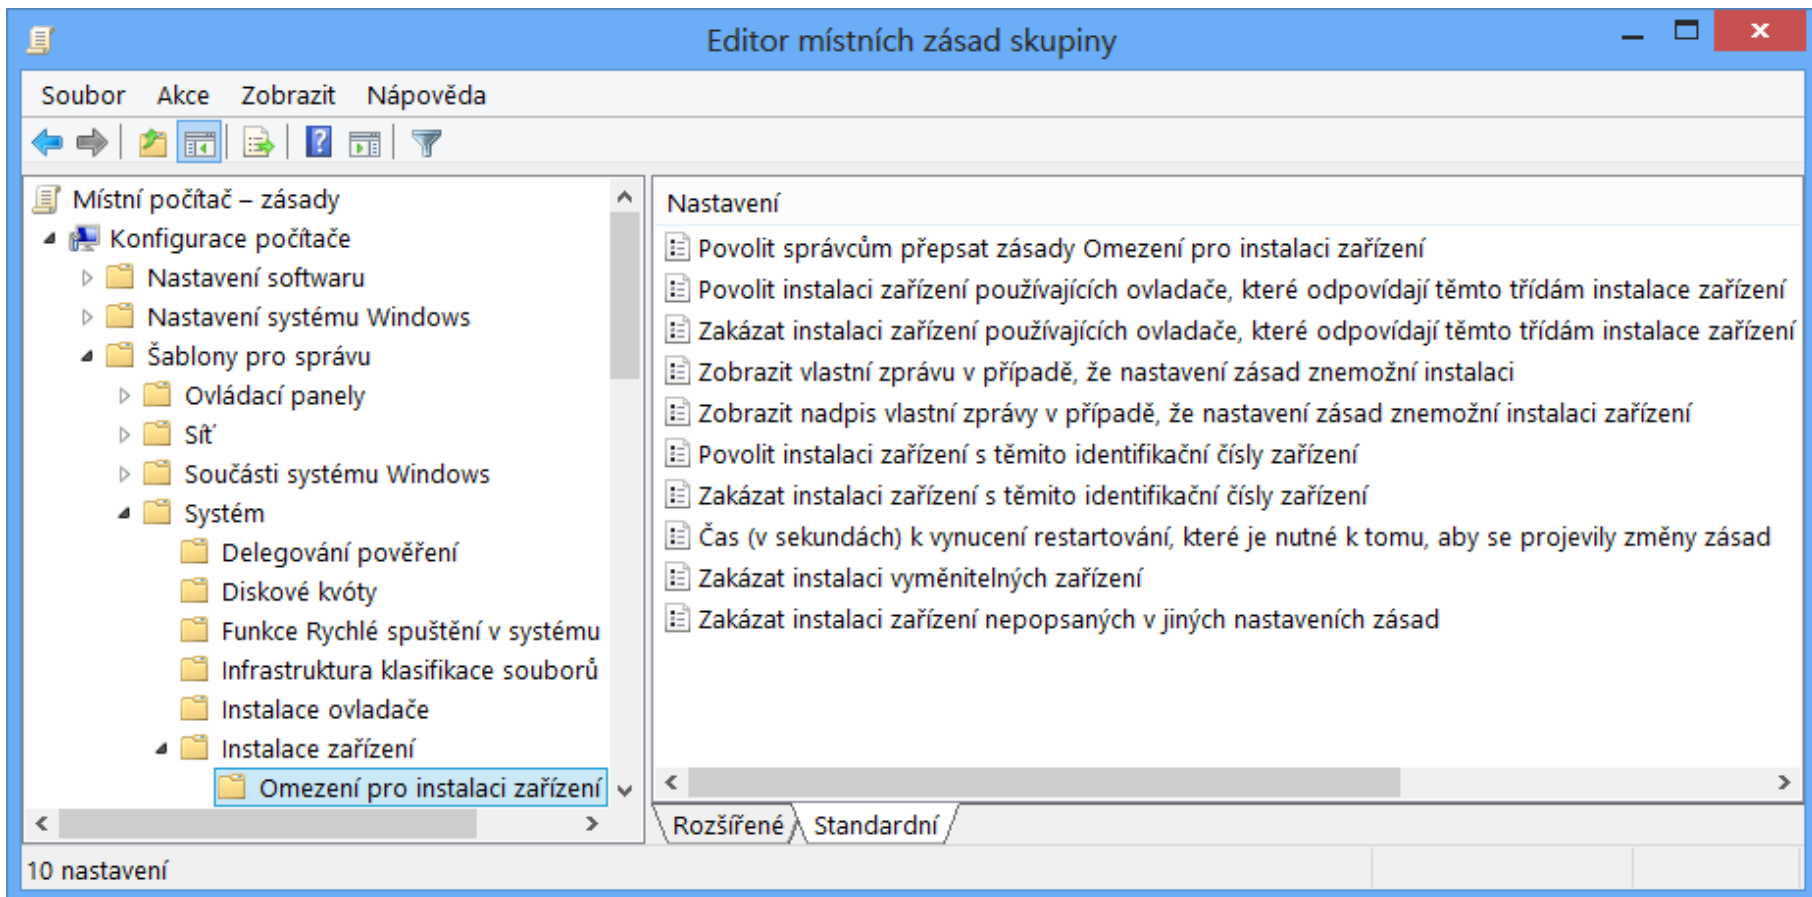 Editor místních zásad skupiny
Soubor Akce Zobrazit Nápověda
Místní počítač – zásady
Konfigurace počítače
Nastavení softwaru
Nastavení systému Windows
Šablony pro správu
Ovládací panely
Síť
Součásti systému Windows
Systém
Delegování pověření
Diskové kvóty
Funkce Rychlé spuštění v systému
Infrastruktura klasifikace souborů
Instalace ovladače
Instalace zařízení
Omezení pro instalaci zařízení
Nastavení
Povolit správcům přepsat zásady Omezení pro instalaci zařízení
Povolit instalaci zařízení používajících ovladače, které odpovídají těmto třídám instalace zařízení
Zakázat instalaci zařízení používajících ovladače, které odpovídají těmto třídám instalace zařízení
Zobrazit vlastní zprávu v případě, že nastavení zásad znemožní instalaci
Zobrazit nadpis vlastní zprávy v případě, že nastavení zásad znemožní instalaci zařízení
Povolit instalaci zařízení s těmito identifikační čísly zařízení
Zakázat instalaci zařízení s těmito identifikační čísly zařízení
Čas (v sekundách) k vynucení restartování, které je nutné k tomu, aby se projevily změny zásad
Zakázat instalaci vyměnitelných zařízení
Zakázat instalaci zařízení nepopsaných v jiných nastaveních zásad
Rozšířené Standardní
10 nastavení